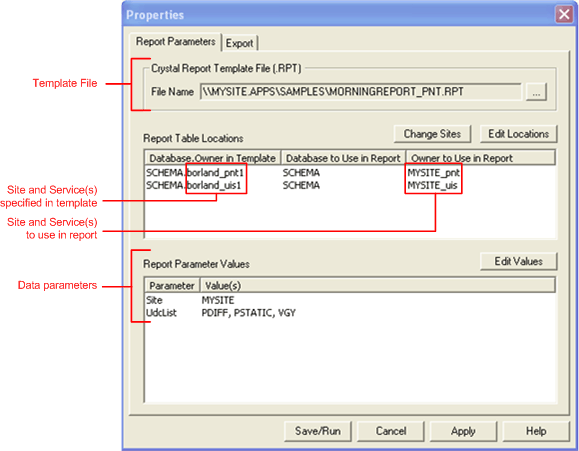 Properties
Report Parameters Export
Template File
Crystal Report Template File (.RPT)
File Name \\MYSITE.APPS\SAMPLES\MORNINGREPORT_PNT.RPT ...
Report Table Locations Change Sites Edit Locations
Database.Owner in Template Database to Use in Report Owner to Use in Report
SCHEMA.borland_pnt1 SCHEMA MYSITE_pnt
SCHEMA.borland_uis1 SCHEMA MYSITE_uis
Site and Service(s)
specified in template
Site and Service(s)
to use in report
Report Parameter Values Edit Values
Data parameters
Parameter Value(s)
Site MYSITE
UdcList PDIFF, PSTATIC, VGY
Save/Run Cancel Apply Help